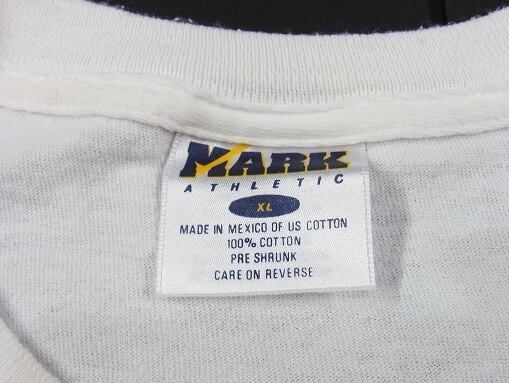 MARK
ATHLETIC
XL
MADE IN MEXICO OF US COTTON
100% COTTON
PRE SHRUNK
CARE ON REVERSE